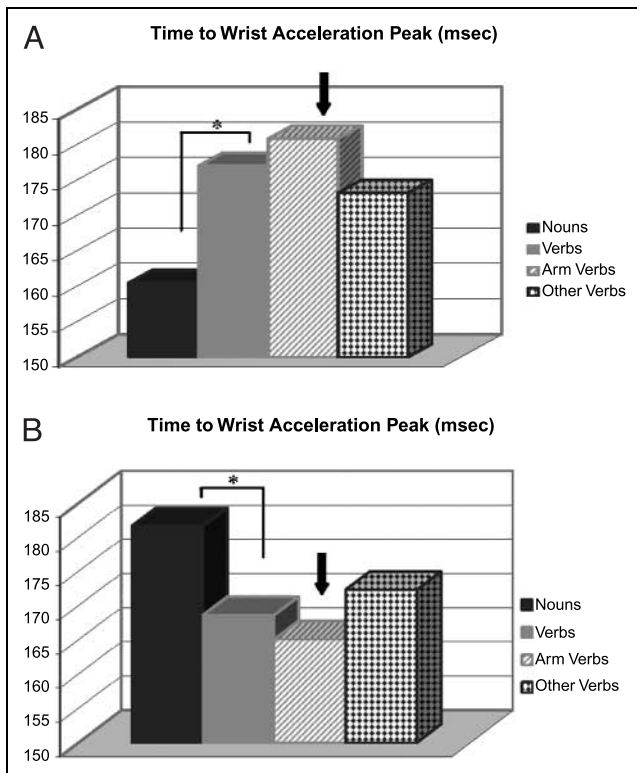 A
Time to Wrist Acceleration Peak (msec)
185
180
175
170
165
160
155
150
*
Nouns
Verbs
Arm Verbs
Other Verbs
B
Time to Wrist Acceleration Peak (msec)
185
180
175
170
165
160
155
150
*
Nouns
Verbs
Arm Verbs
Other Verbs